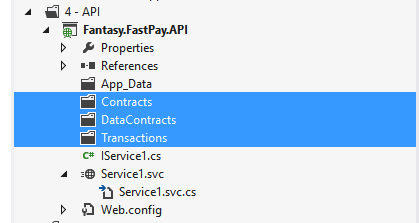 4 - API
Fantasy.FastPay.API
Properties
References
App_Data
Contracts
DataContracts
Transactions
C# IService1.cs
Service1.svc
Service1.svc.cs
Web.config